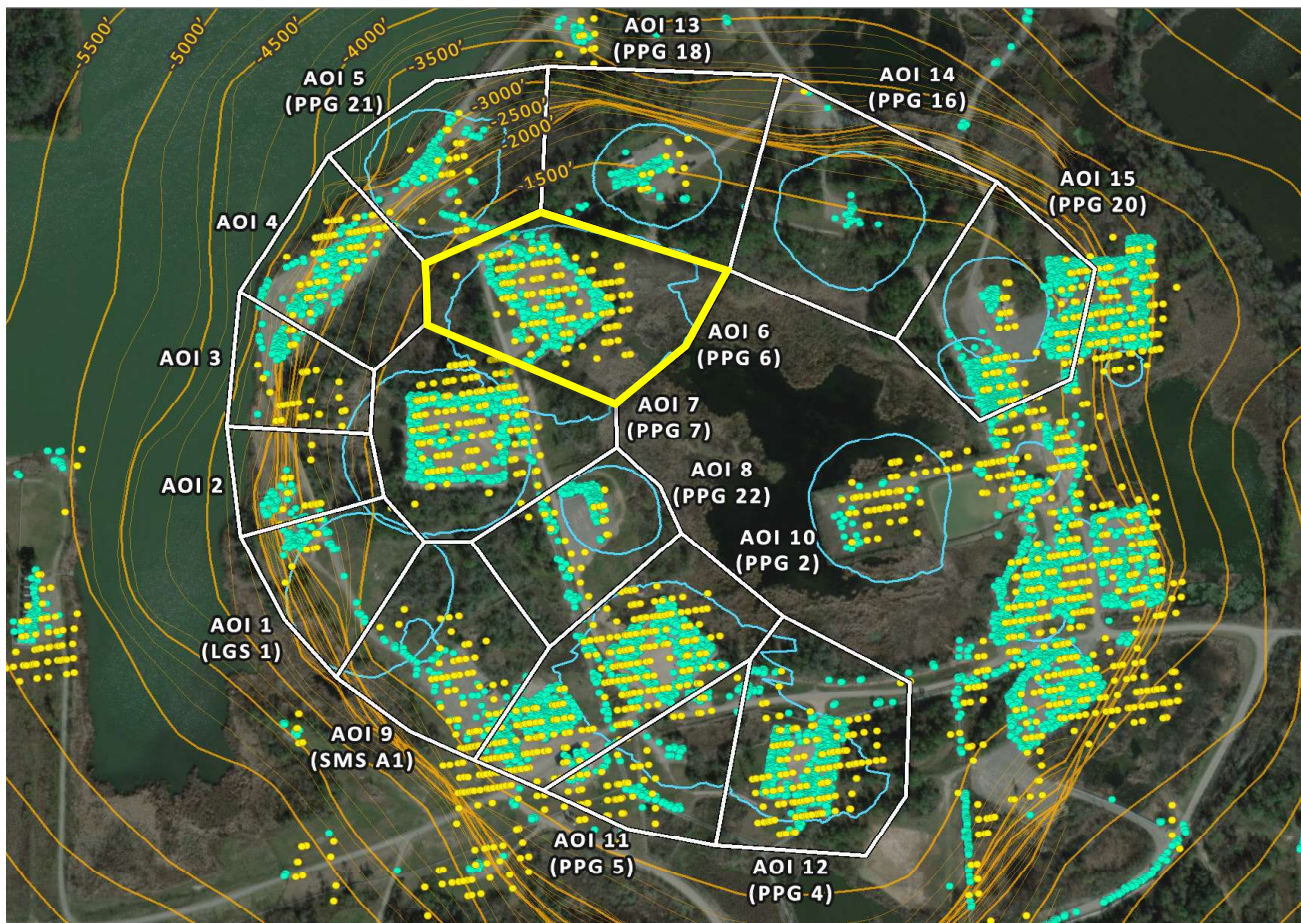 -5500'
-5000'
-4500'
-4000'
-3500'
-3000'
-2500'
-2000'
-1500'
AOI 13
(PPG 18)
AOI 14
(PPG 16)
AOI 5
(PPG 21)
AOI 15
(PPG 20)
AOI 4
AOI 3
AOI 6
(PPG 6)
AOI 7
(PPG 7)
AOI 8
(PPG 22)
AOI 2
AOI 10
(PPG 2)
AOI 1
(LGS 1)
AOI 9
(SMS A1)
AOI 11
(PPG 5)
AOI 12
(PPG 4)